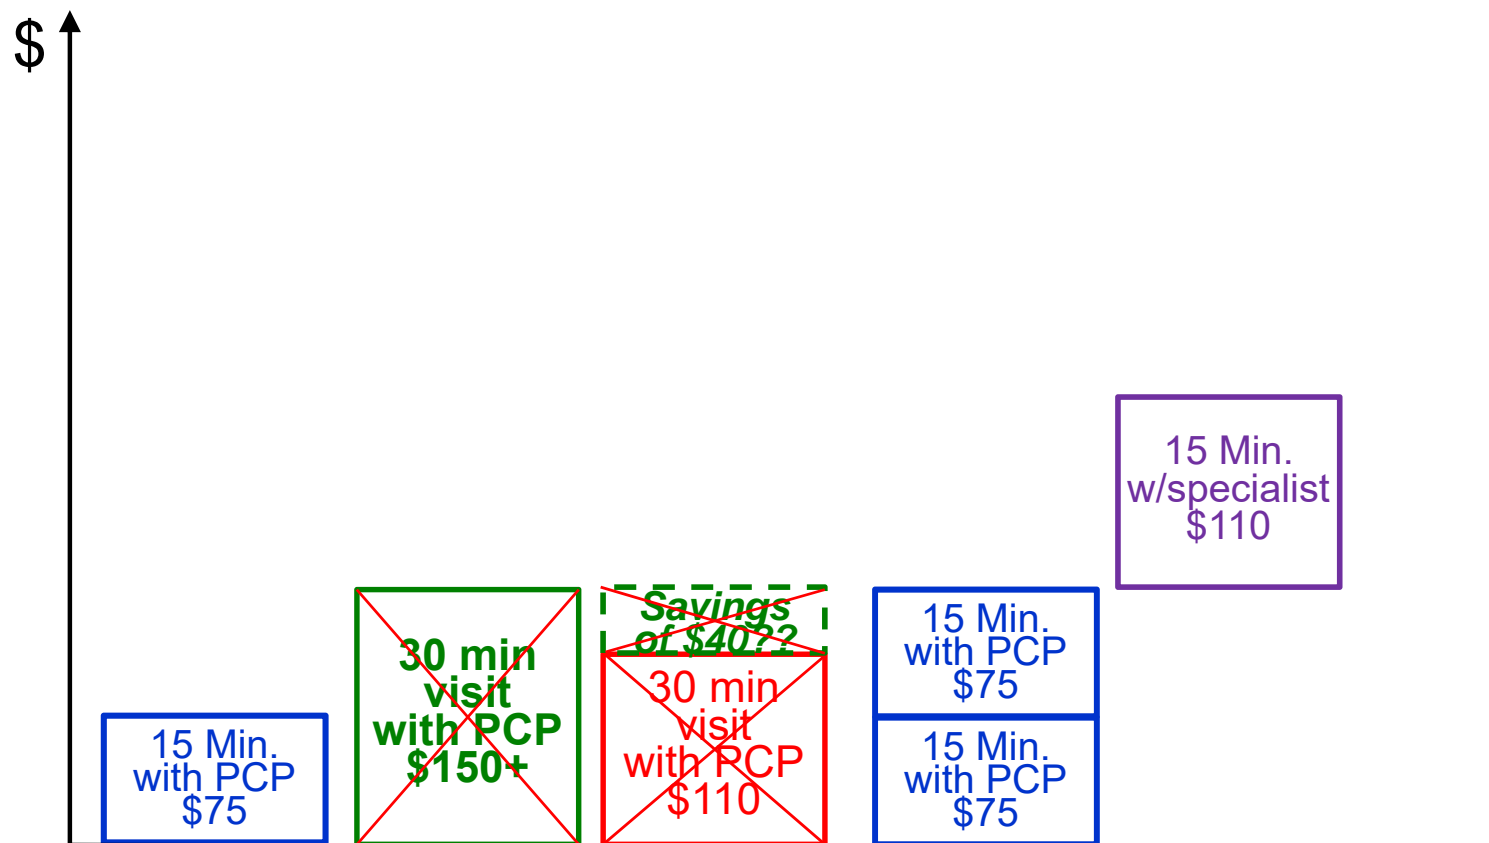 $
15 Min.
with PCP
$75
30 min
visit
with PCP
$150+
Savings
of $40??
30 min
visit
with PCP
$110
15 Min.
with PCP
$75
15 Min.
with PCP
$75
15 Min.
w/specialist
$110